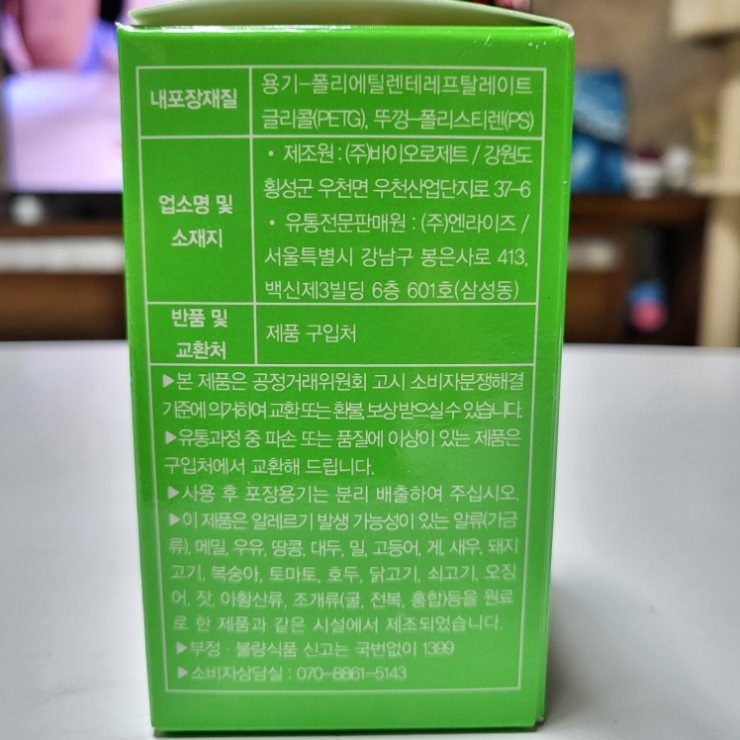 내포장재질
용기-폴리에틸렌테레프탈레이트
글리콜(PETG), 뚜껑-폴리스티렌(PS)
업소명 및
소재지
• 제조원 : (주)바이오로제트 / 강원도
횡성군 우천면 우천산업단지로 37-6
• 유통전문판매원 : (주)엔라이즈 /
서울특별시 강남구 봉은사로 413,
백신제3빌딩 6층 601호(삼성동)
반품 및
교환처
제품 구입처
▶본 제품은 공정거래위원회 고시 소비자분쟁해결
기준에 의거하여 교환 또는 환불, 보상 받으실 수 있습니다.
▶유통과정 중 파손 또는 품질에 이상이 있는 제품은
구입처에서 교환해 드립니다.
▶사용 후 포장용기는 분리 배출하여 주십시오.
▶이 제품은 알레르기 발생 가능성이 있는 알류(가금
류), 메밀, 우유, 땅콩, 대두, 밀, 고등어, 게, 새우, 돼지
고기, 복숭아, 토마토, 호두, 닭고기, 쇠고기, 오징
어, 잣, 아황산류, 조개류(굴, 전복, 홍합)등을 원료
로 한 제품과 같은 시설에서 제조되었습니다.
▶부정 · 불량식품 신고는 국번없이 1399
▶소비자상담실 : 070-8861-5143